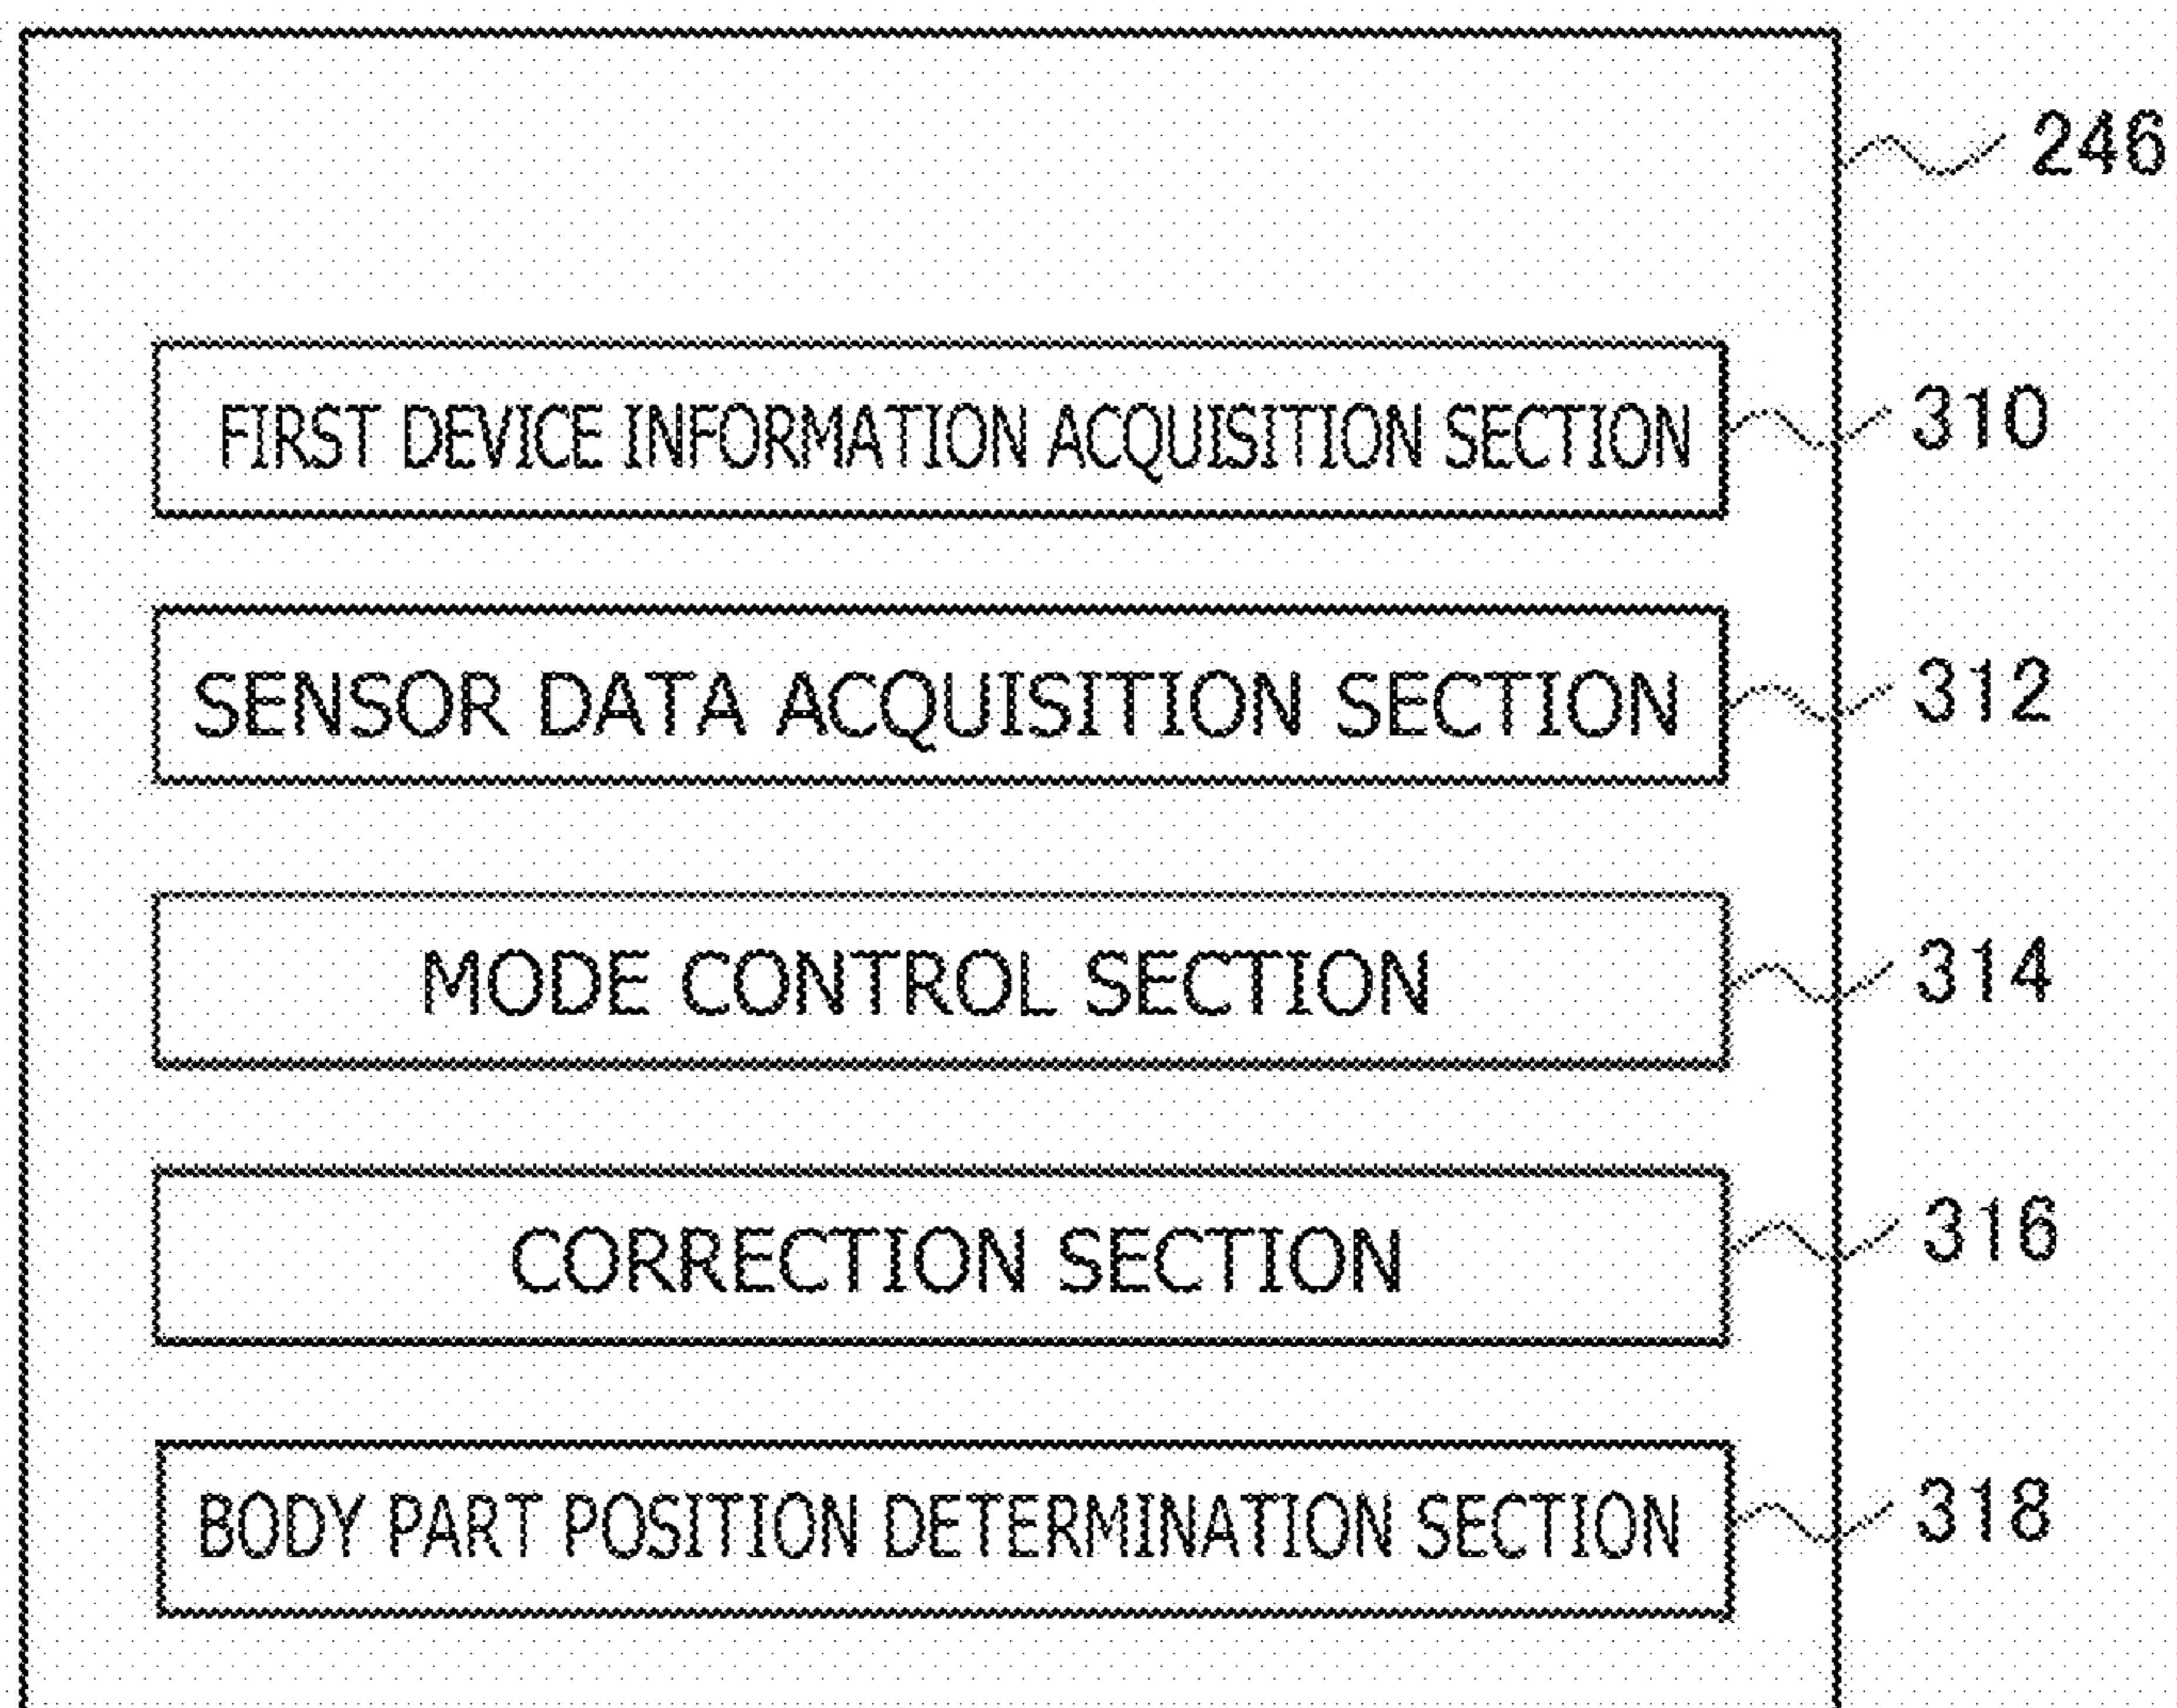 246
FIRST DEVICE INFORMATION ACQUISITION SECTION 310
SENSOR DATA ACQUISITION SECTION 312
MODE CONTROL SECTION 314
CORRECTION SECTION 316
BODY PART POSITION DETERMINATION SECTION 318